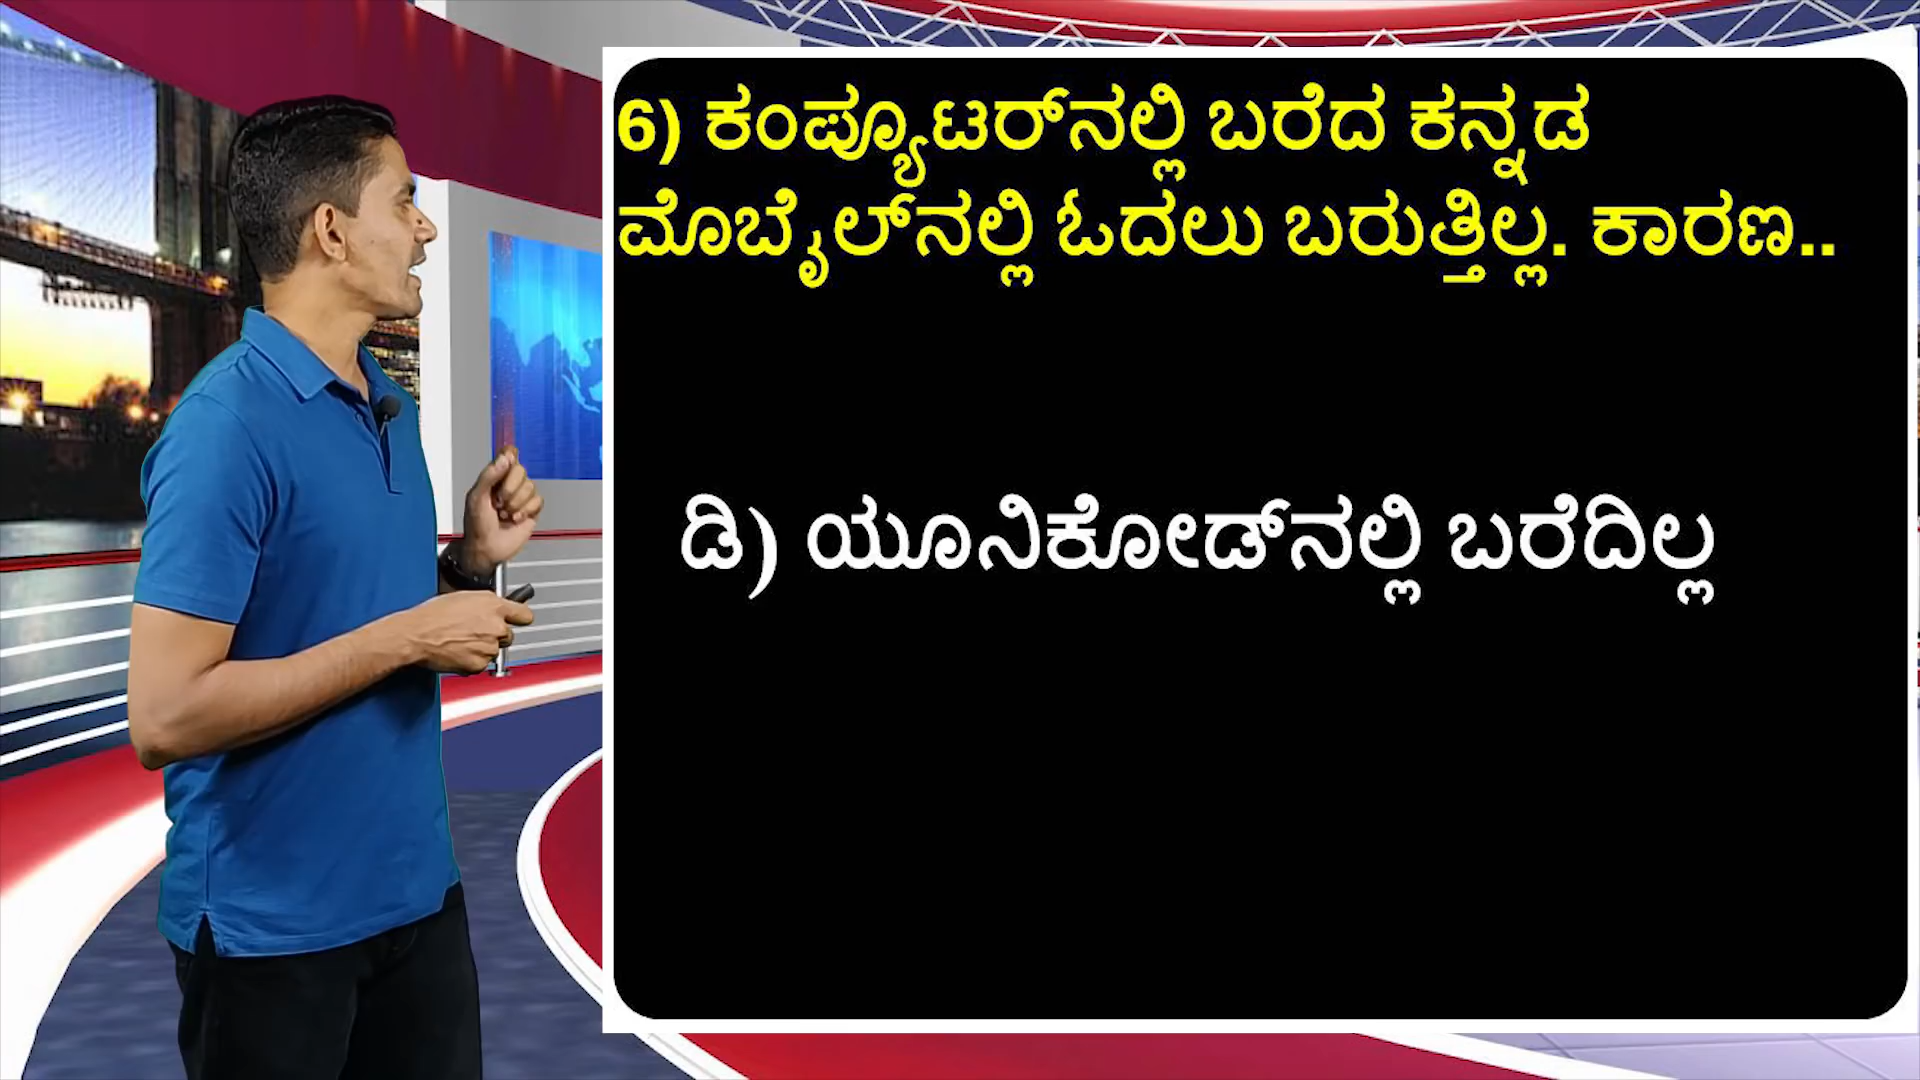 6) ಕಂಪ್ಯೂಟರ್‌ನಲ್ಲಿ ಬರೆದ ಕನ್ನಡ
ಮೊಬೈಲ್‌ನಲ್ಲಿ ಓದಲು ಬರುತ್ತಿಲ್ಲ. ಕಾರಣ..
ಡಿ) ಯೂನಿಕೋಡ್‌ನಲ್ಲಿ ಬರೆದಿಲ್ಲ